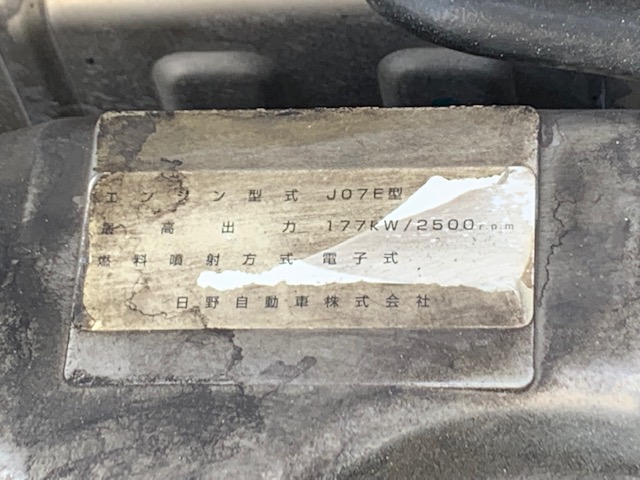 エンジン型式 J07E型
最高出力 177KW/2500rpm
燃料噴射方式 電子式
日野自動車株式会社